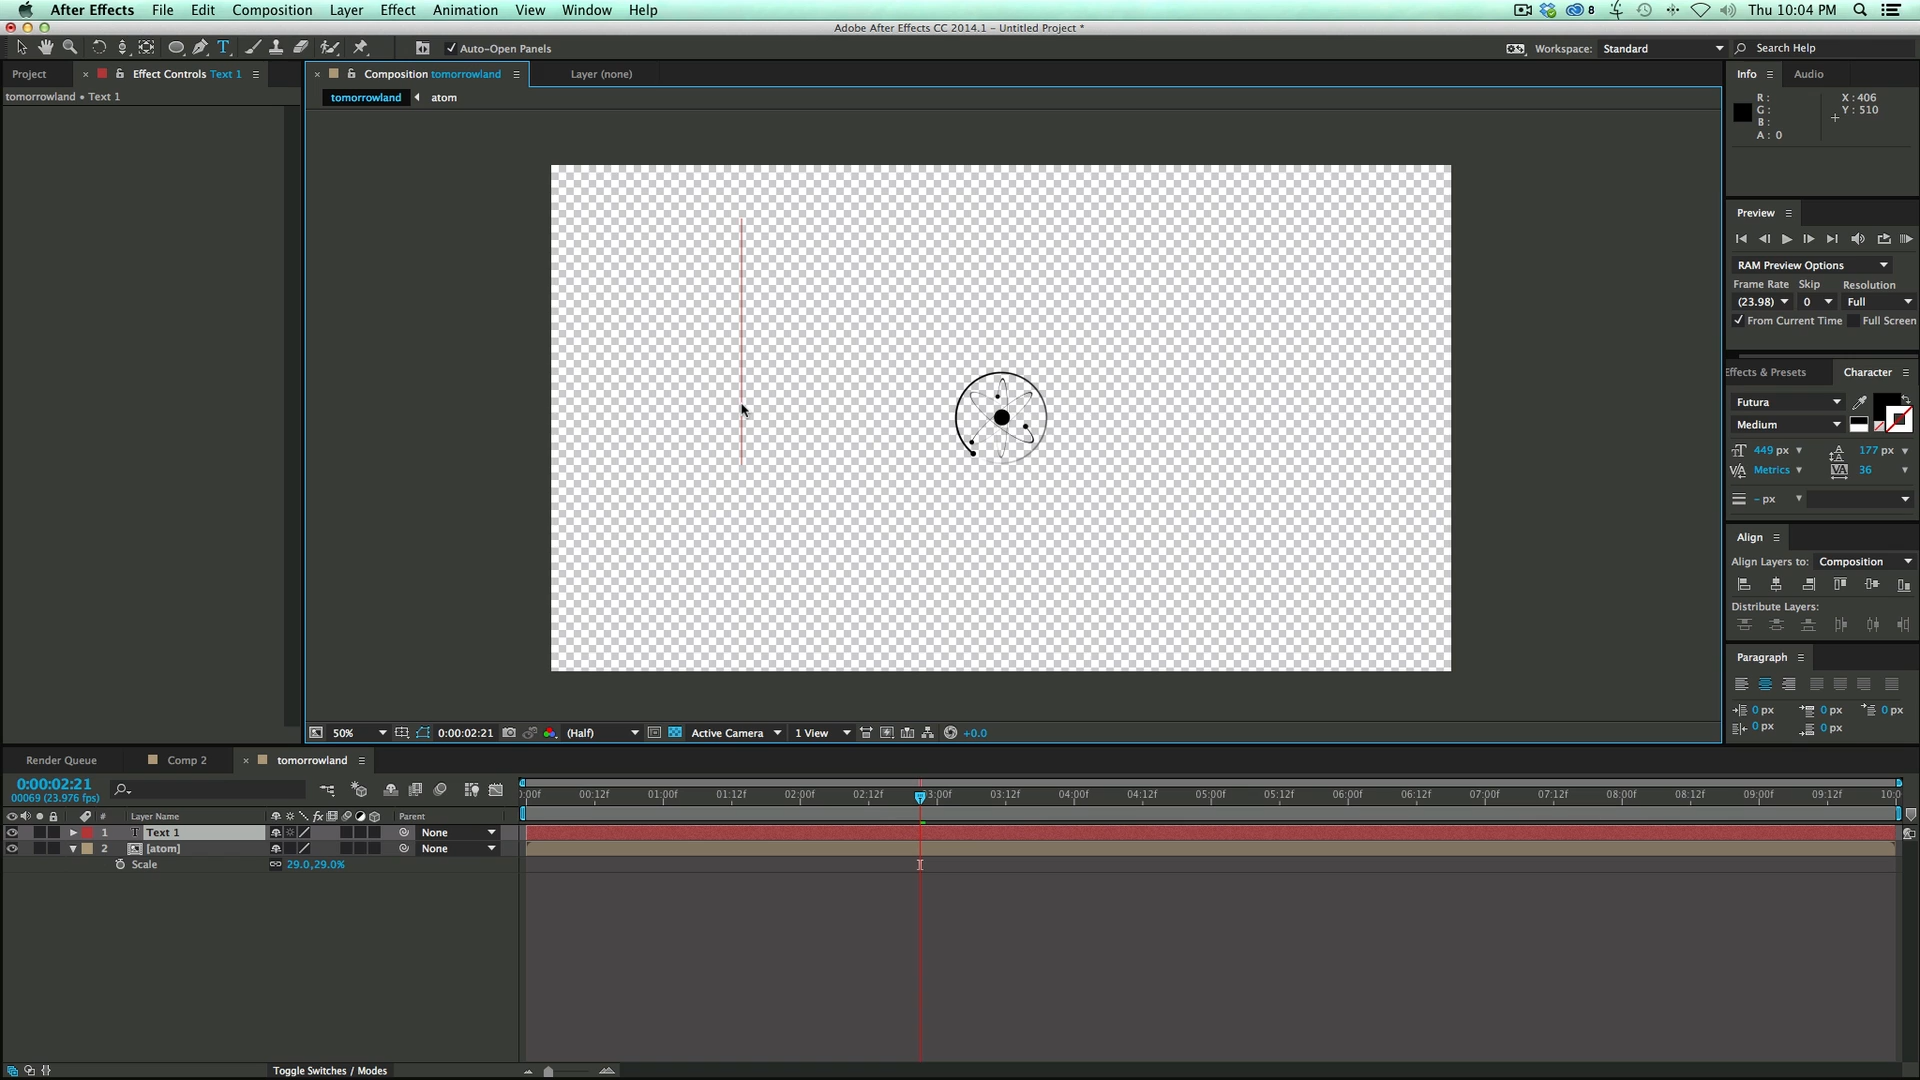 After Effects File Edit Composition Layer Effect Animation View Window Help 8 Thu 10:04 PM
Adobe After Effects CC 2014.1 - Untitled Project *
T Auto-Open Panels Workspace: Standard Search Help
Project × Effect Controls Text 1 × Composition tomorrowland Layer (none) Info Audio
tomorrowland • Text 1
tomorrowland atom
R : X : 406
G : Y : 510
B :
A : 0
Preview
RAM Preview Options
Frame Rate Skip Resolution
(23.98) 0 Full
From Current Time Full Screen
Effects & Presets Character
Futura
Medium
449 px 177 px
Metrics 36
- px
Align
Align Layers to: Composition
Distribute Layers:
Paragraph
0 px 0 px 0 px
0 px 0 px
50% 0:00:02:21 (Half) Active Camera 1 View +0.0
Render Queue Comp 2 × tomorrowland
0:00:02:21
00069 (23.976 fps)
:00f 00:12f 01:00f 01:12f 02:00f 02:12f 03:00f 03:12f 04:00f 04:12f 05:00f 05:12f 06:00f 06:12f 07:00f 07:12f 08:00f 08:12f 09:00f 09:12f 10:0
# Layer Name fx Parent
1 T Text 1 None
2 [atom] None
Scale 29.0,29.0%
Toggle Switches / Modes